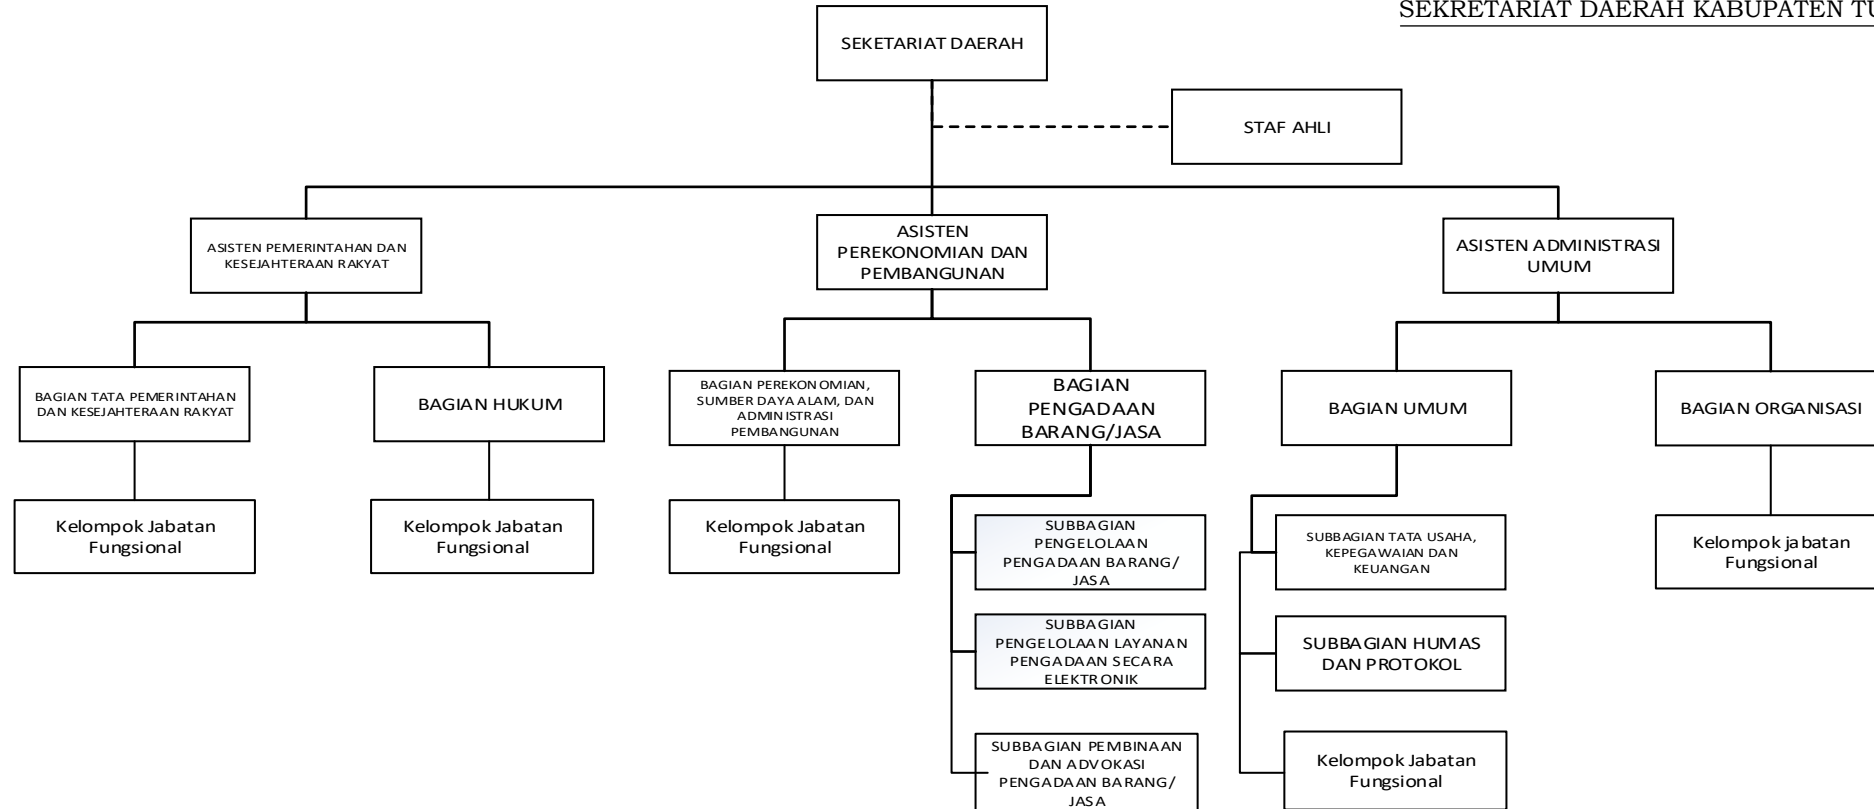 SEKRETARIAT DAERAH KABUPATEN
SEKETARIAT DAERAH
STAF AHLI
ASISTEN PEMERINTAHAN DAN
KESEJAHTERAAN RAKYAT
ASISTEN
PEREKONOMIAN DAN
PEMBANGUNAN
ASISTEN ADMINISTRASI
UMUM
BAGIAN TATA PEMERINTAHAN
DAN KESEJAHTERAAN RAKYAT
BAGIAN HUKUM
BAGIAN PEREKONOMIAN,
SUMBER DAYA ALAM, DAN
ADMINISTRASI
PEMBANGUNAN
BAGIAN
PENGADAAN
BARANG/JASA
BAGIAN UMUM
BAGIAN ORGANISASI
Kelompok Jabatan
Fungsional
Kelompok Jabatan
Fungsional
Kelompok Jabatan
Fungsional
SUBBAGIAN
PENGELOLAAN
PENGADAAN BARANG/
JASA
SUBBAGIAN TATA USAHA,
KEPEGAWAIAN DAN
KEUANGAN
Kelompok jabatan
Fungsional
SUBBAGIAN
PENGELOLAAN LAYANAN
PENGADAAN SECARA
ELEKTRONIK
SUBBAGIAN HUMAS
DAN PROTOKOL
SUBBAGIAN PEMBINAAN
DAN ADVOKASI
PENGADAAN BARANG/
JASA
Kelompok Jabatan
Fungsional